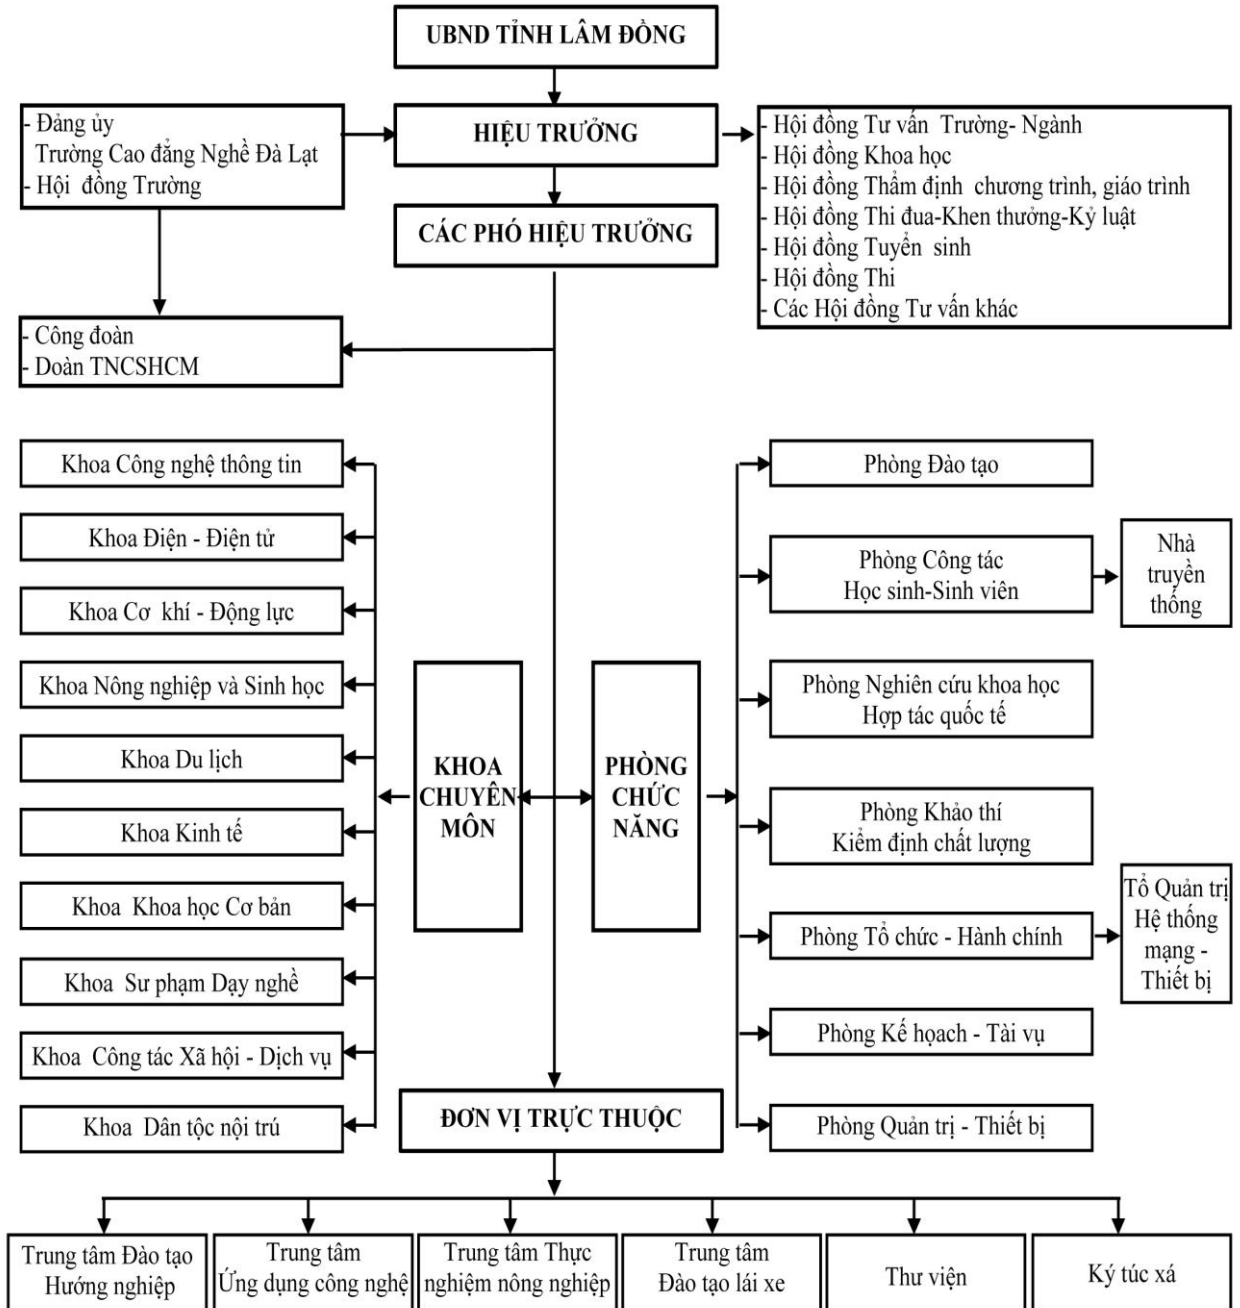 UBND TỈNH LÂM ĐỒNG
- Đảng ủy
Trường Cao đẳng Nghề Đà Lạt
- Hội đồng Trường
HIỆU TRƯỞNG
- Hội đồng Tư vấn Trường- Ngành
- Hội đồng Khoa học
- Hội đồng Thẩm định chương trình, giáo trình
- Hội đồng Thi đua-Khen thưởng-Kỷ luật
- Hội đồng Tuyển sinh
- Hội đồng Thi
- Các Hội đồng Tư vấn khác
CÁC PHÓ HIỆU TRƯỞNG
- Công đoàn
- Doàn TNCSHCM
Khoa Công nghệ thông tin
Khoa Điện - Điện tử
Khoa Cơ khí - Động lực
Khoa Nông nghiệp và Sinh học
Khoa Du lịch
Khoa Kinh tế
Khoa Khoa học Cơ bản
Khoa Sư phạm Dạy nghề
Khoa Công tác Xã hội - Dịch vụ
Khoa Dân tộc nội trú
KHOA
CHUYÊN
MÔN
PHÒNG
CHỨC
NĂNG
Phòng Đào tạo
Phòng Công tác
Học sinh-Sinh viên
Nhà
truyền
thống
Phòng Nghiên cứu khoa học
Hợp tác quốc tế
Phòng Khảo thí
Kiểm định chất lượng
Phòng Tổ chức - Hành chính
Tổ Quản trị
Hệ thống
mạng -
Thiết bị
Phòng Kế họach - Tài vụ
Phòng Quản trị - Thiết bị
ĐƠN VỊ TRỰC THUỘC
Trung tâm Đào tạo
Hướng nghiệp
Trung tâm
Ứng dụng công nghệ
Trung tâm Thực
nghiệm nông nghiệp
Trung tâm
Đào tạo lái xe
Thư viện
Ký túc xá